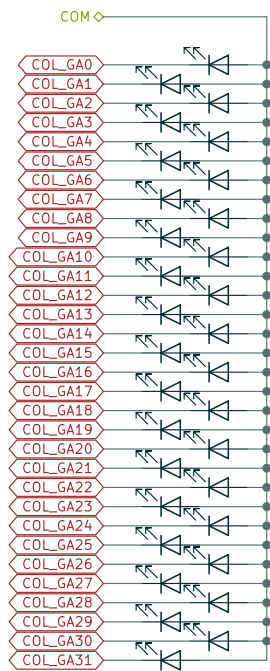 COM
COL_GA0
COL_GA1
COL_GA2
COL_GA3
COL_GA4
COL_GA5
COL_GA6
COL_GA7
COL_GA8
COL_GA9
COL_GA10
COL_GA11
COL_GA12
COL_GA13
COL_GA14
COL_GA15
COL_GA16
COL_GA17
COL_GA18
COL_GA19
COL_GA20
COL_GA21
COL_GA22
COL_GA23
COL_GA24
COL_GA25
COL_GA26
COL_GA27
COL_GA28
COL_GA29
COL_GA30
COL_GA31